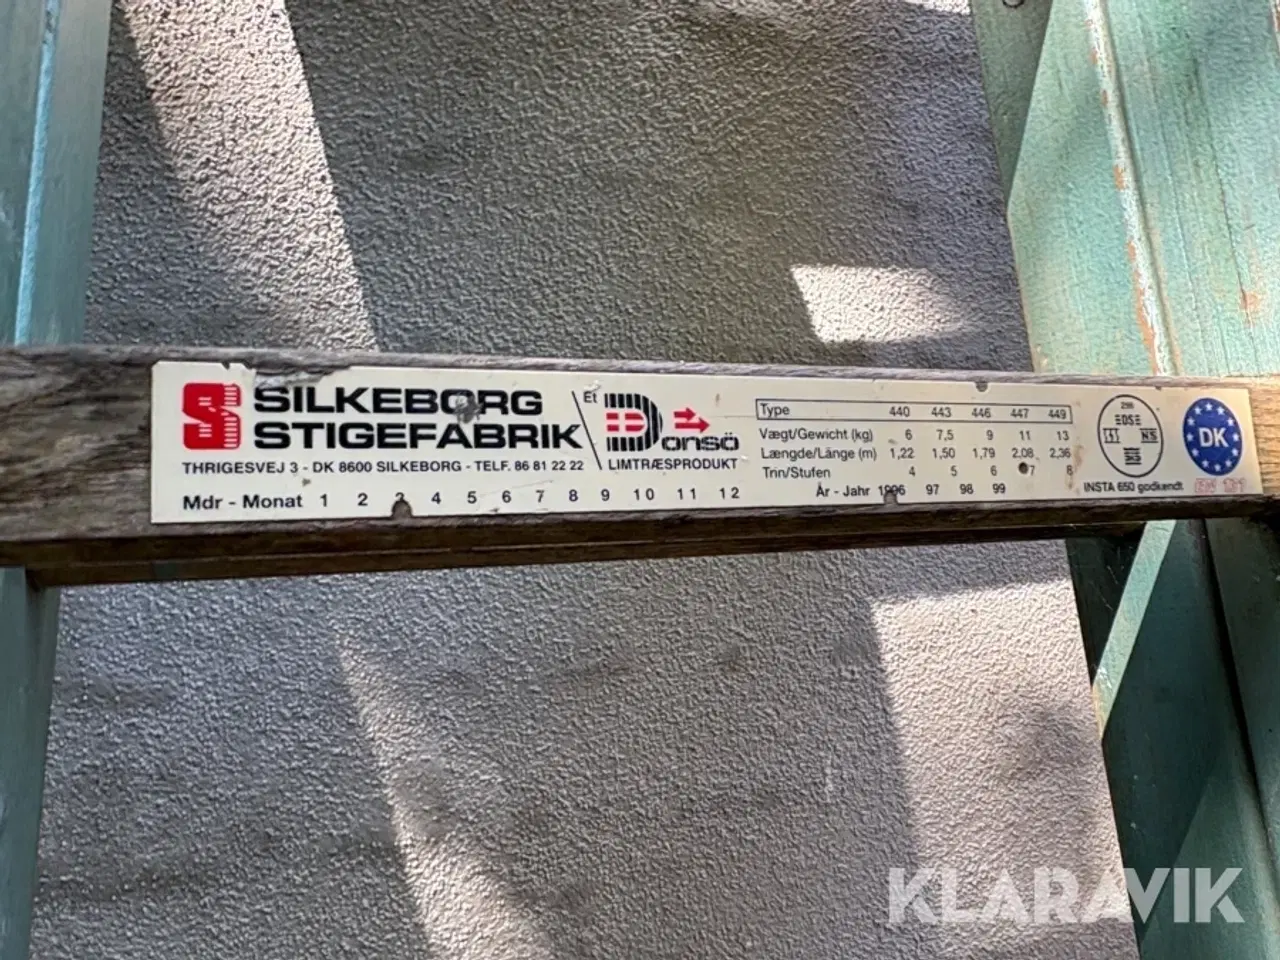 SILKEBORG
STIGEFABRIK
THRIGESVEJ 3 - DK 8600 SILKEBORG - TELF. 86 81 22 22
Et
Donsö
LIMTRÆSPRODUKT
Mdr - Monat 1 2 3 4 5 6 7 8 9 10 11 12
Type 440 443 446 447 449
Vægt/Gewicht (kg) 6 7,5 9 11 13
Længde/Länge (m) 1,22 1,50 1,79 2,08 2,36
Trin/Stufen 4 5 6 7 8
År - Jahr 1996 97 98 99
DS
INSTA 650 godkendt
DK
EN 131
KLARAVIK